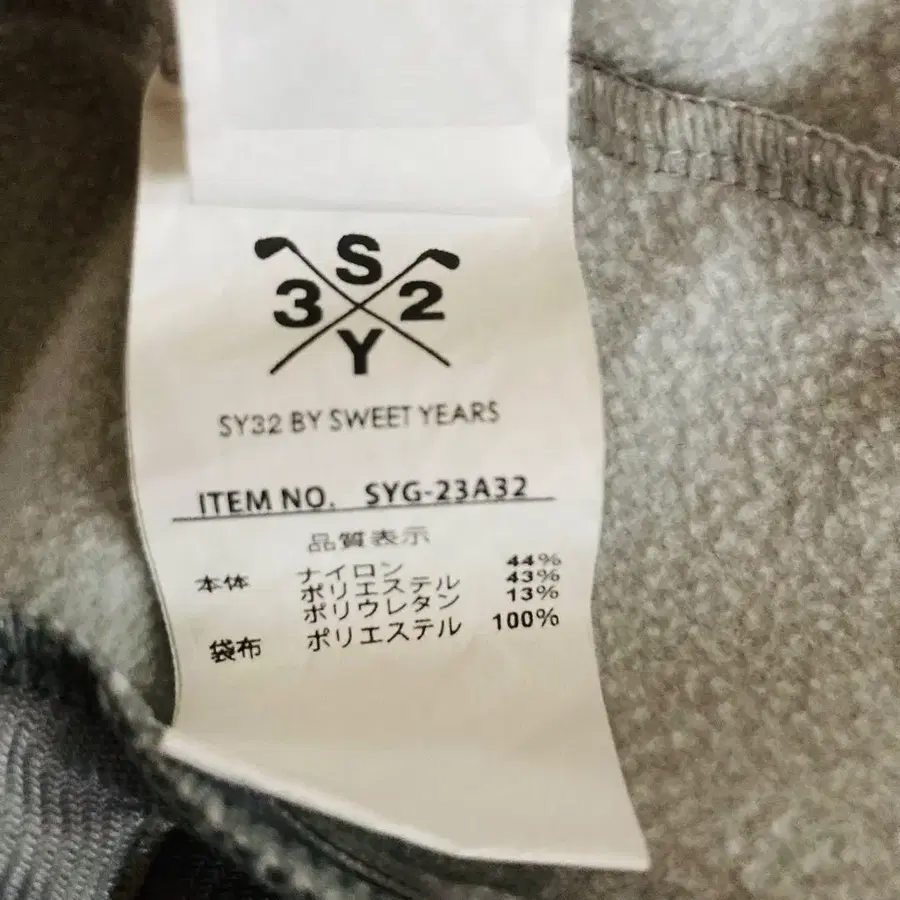 S
3 2
Y
SY32 BY SWEET YEARS
ITEM NO. SYG-23A32
品質表示
本体 ナイロン 44%
ポリエステル 43%
ポリウレタン 13%
袋布 ポリエステル 100%